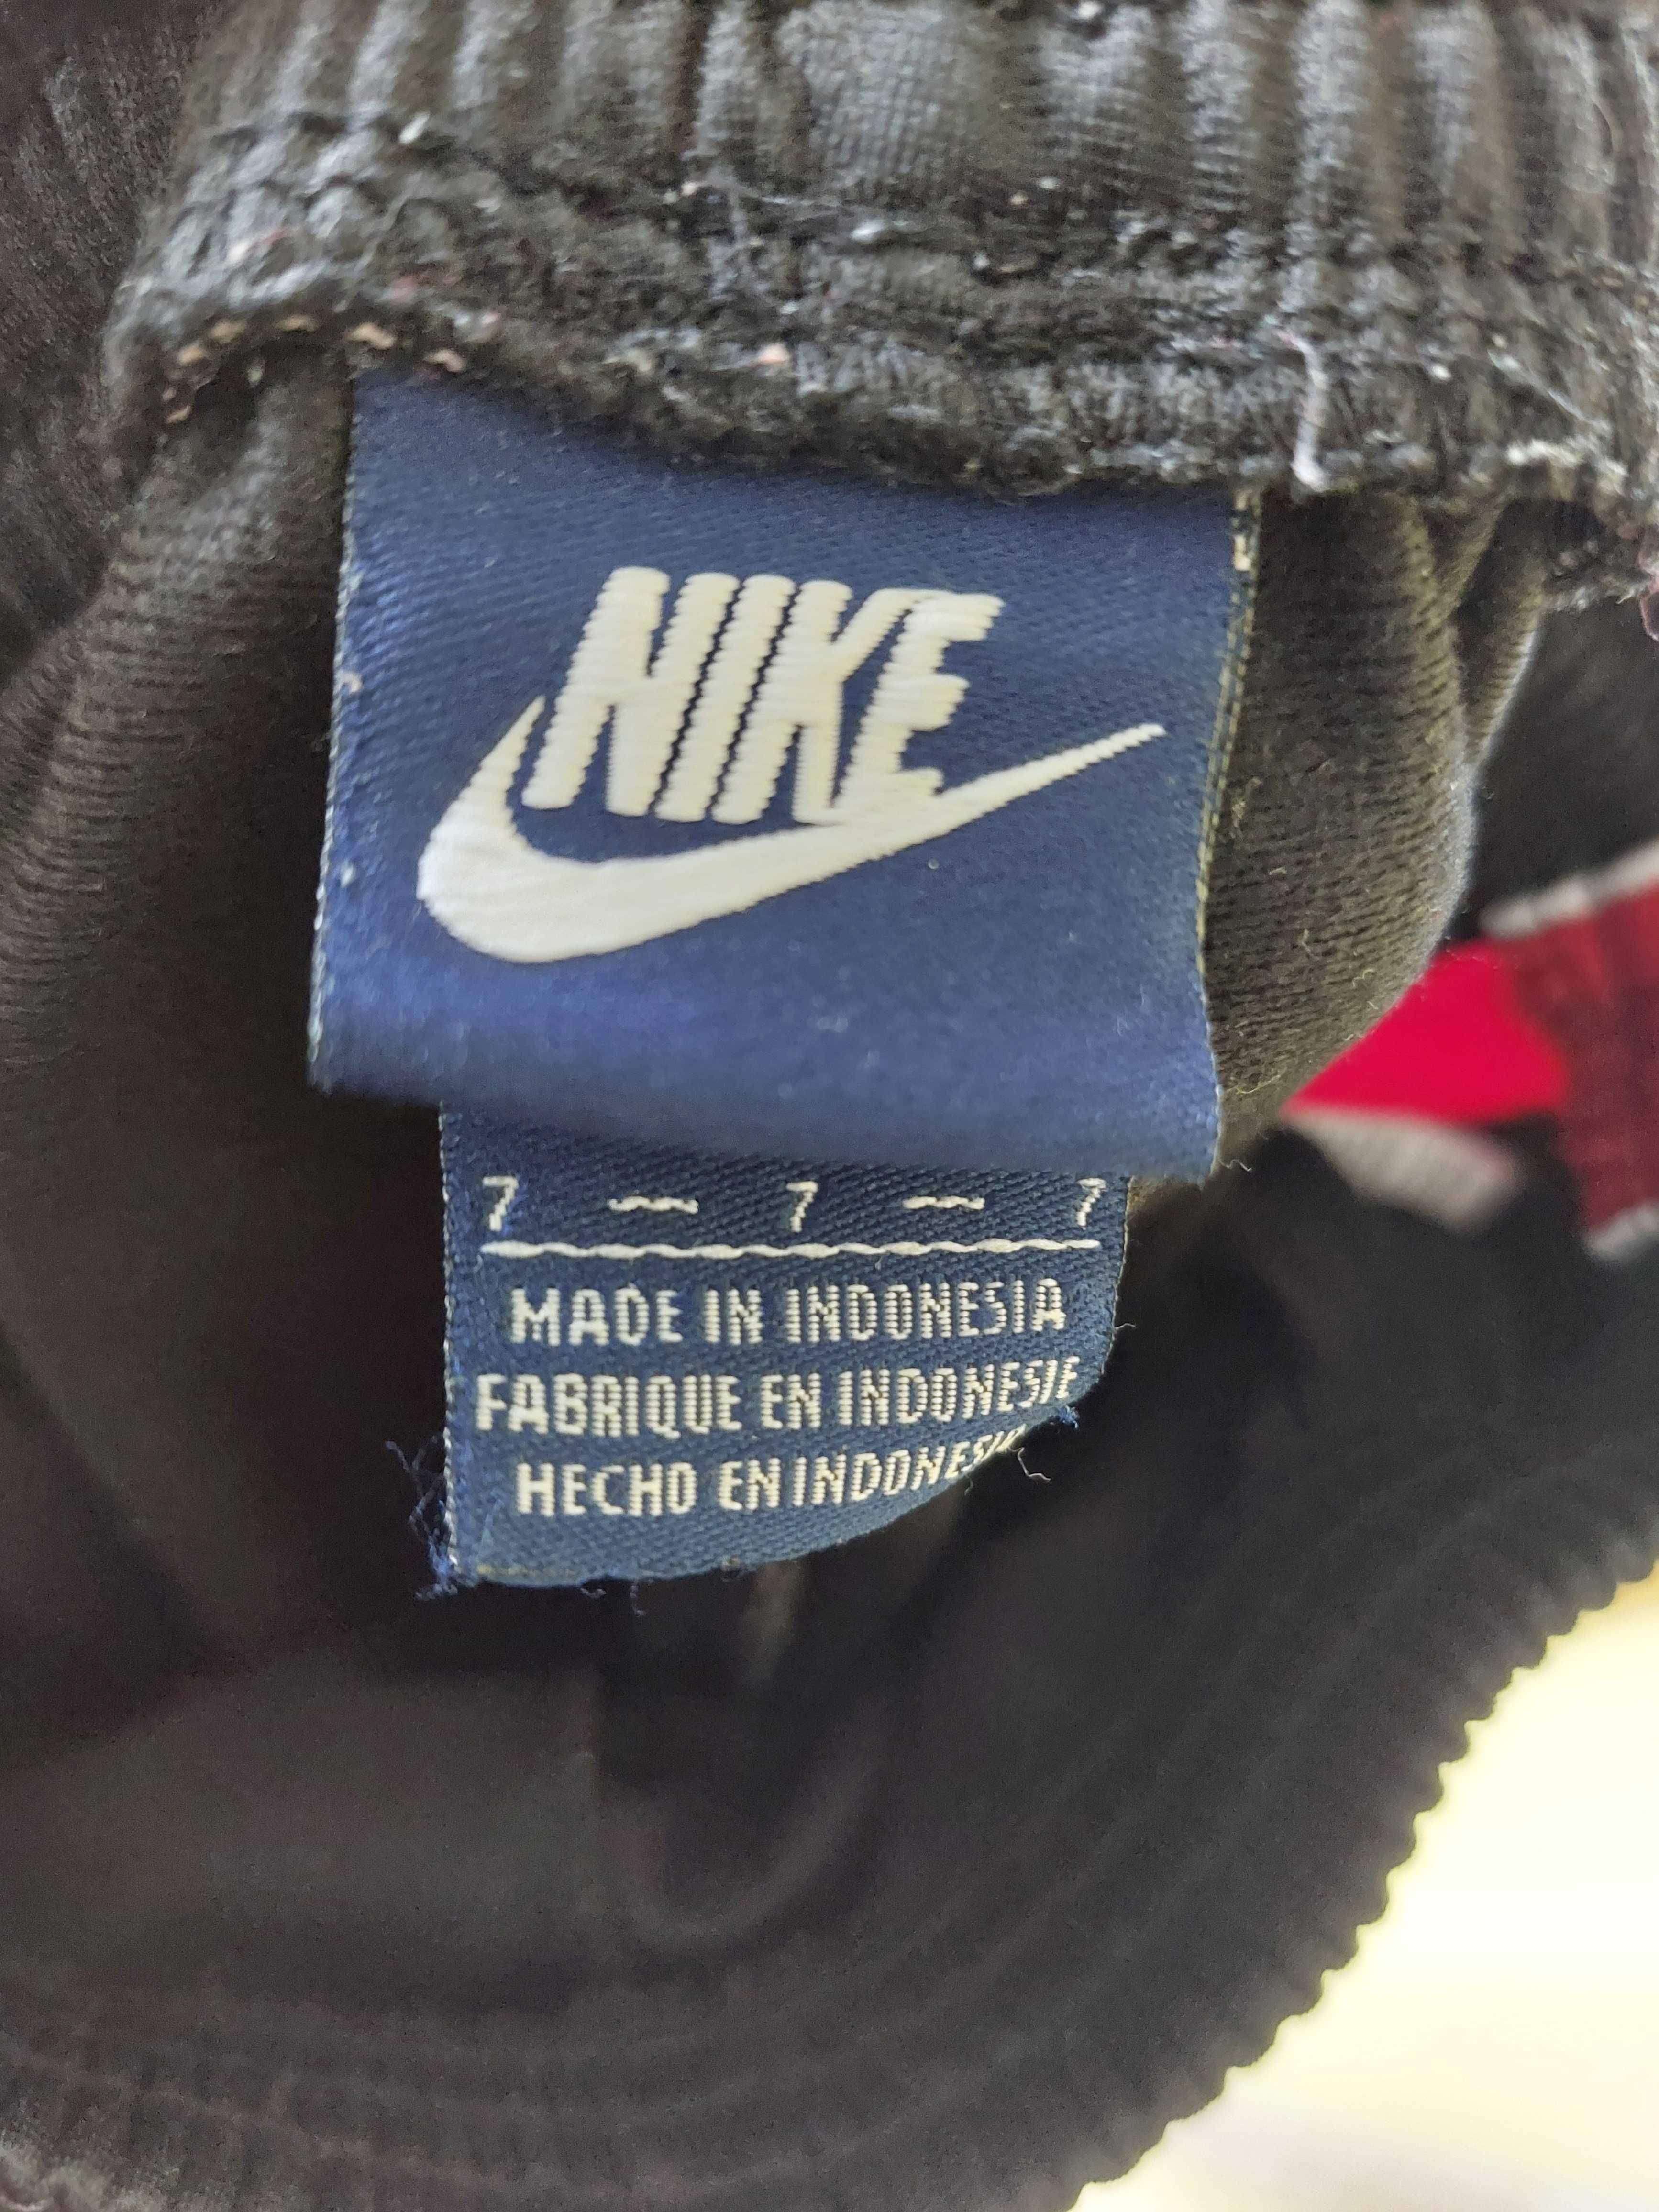 NIKE
7 — 7 — 7
MADE IN INDONESIA
FABRIQUE EN INDONESIE
HECHO EN INDONESIA